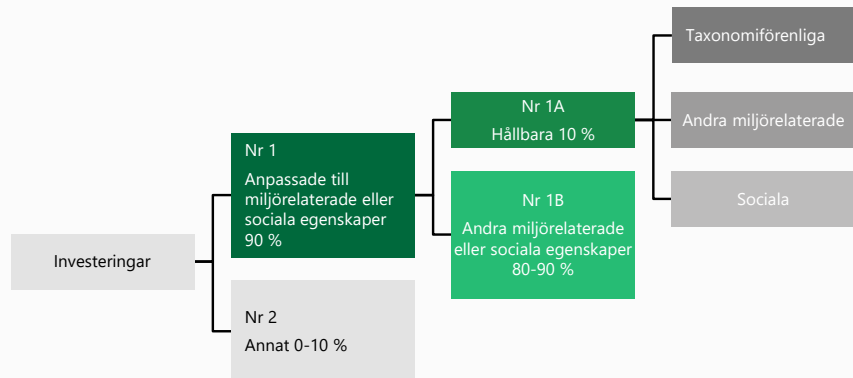 Investeringar
Nr 1
Anpassade till
miljörelaterade eller
sociala egenskaper
90 %
Nr 2
Annat 0-10 %
Nr 1A
Hållbara 10 %
Nr 1B
Andra miljörelaterade
eller sociala egenskaper
80-90 %
Taxonomiförenliga
Andra miljörelaterade
Sociala